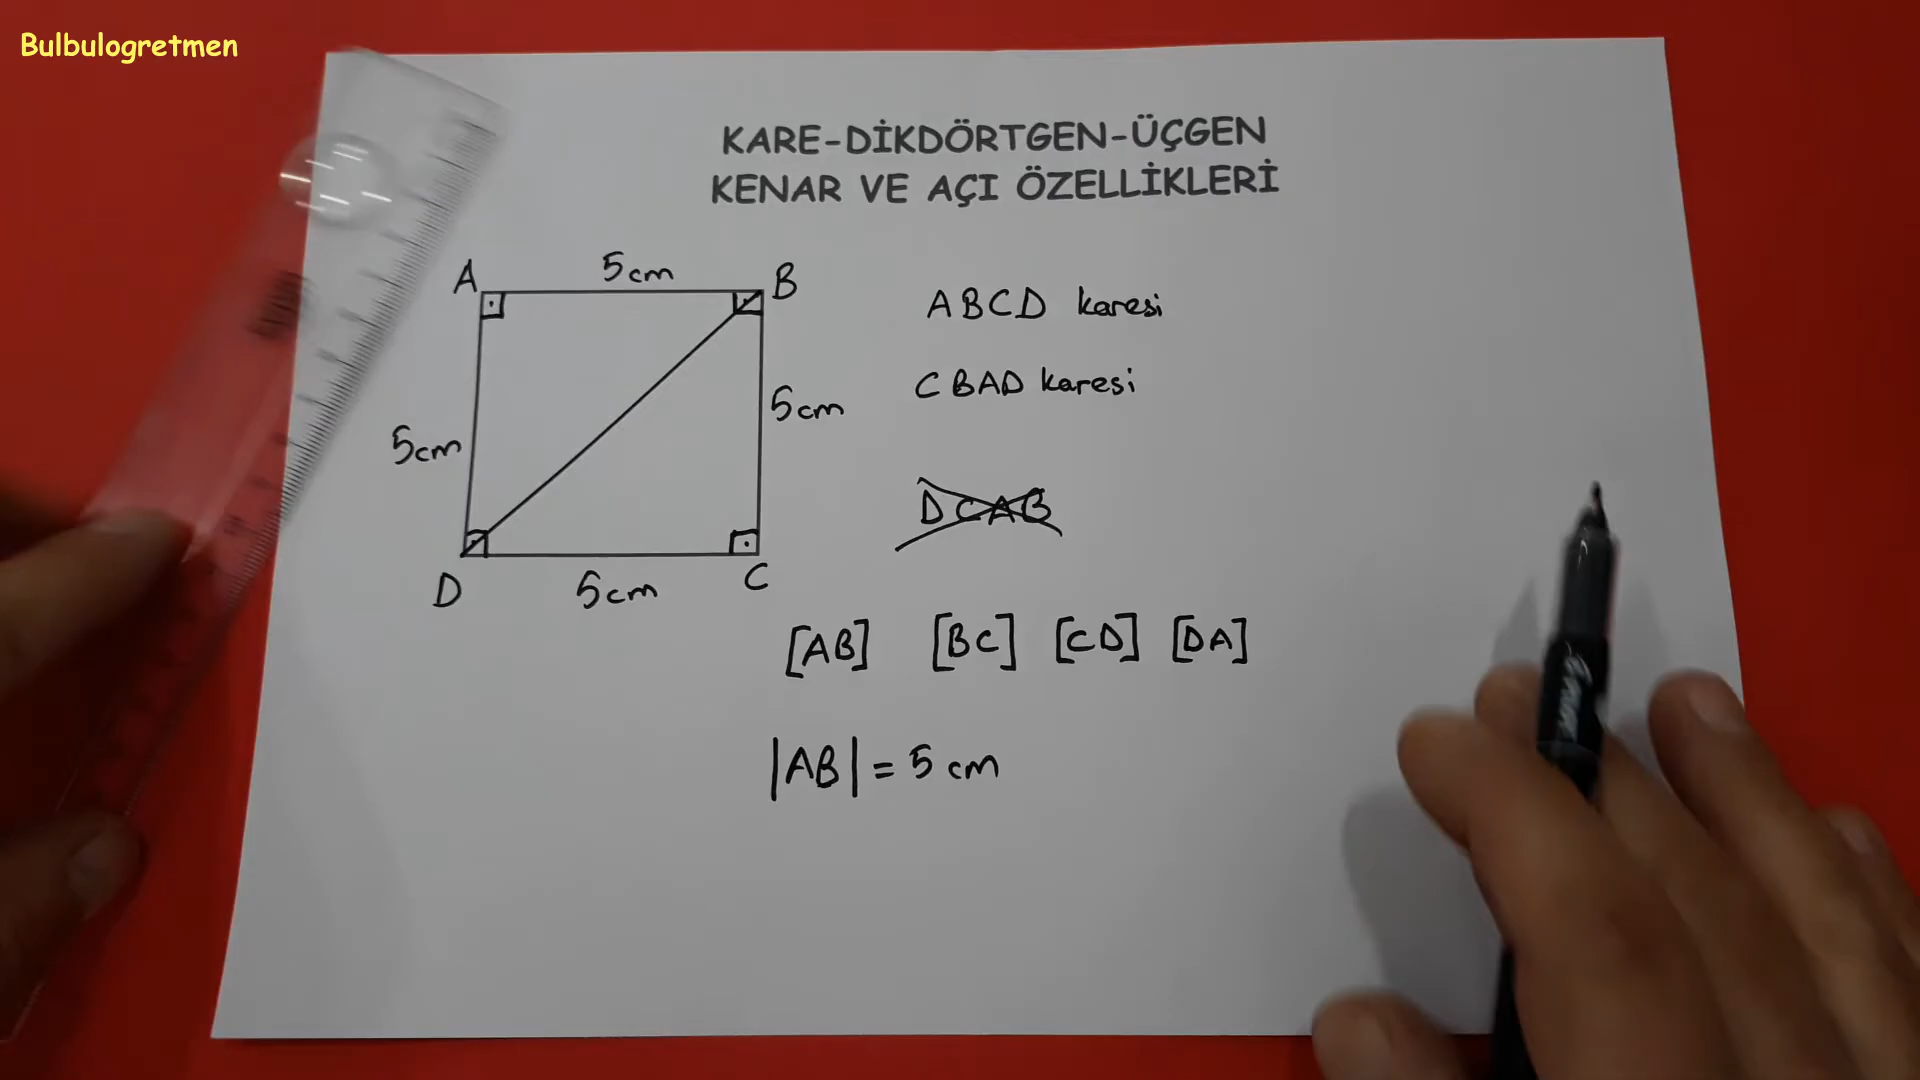 Bulbulogretmen
KARE-DİKDÖRTGEN-ÜÇGEN
KENAR VE AÇI ÖZELLİKLERİ
A 5cm B
ABCD karesi
CBAD karesi
5cm
5cm
DCAB
D 5cm C
[AB] [BC] [CD] [DA]
|AB| = 5 cm